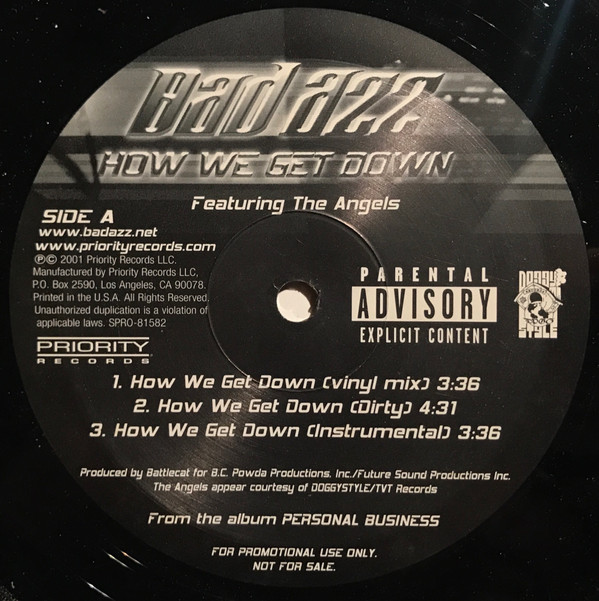 Bad Azz
HOW WE GET DOWN
Featuring The Angels
SIDE A
www.badazz.net
www.priorityrecords.com
℗© 2001 Priority Records LLC.
Manufactured by Priority Records LLC,
P.O. Box 2590, Los Angeles, CA 90078.
Printed in the U.S.A. All Rights Reserved.
Unauthorized duplication is a violation of
applicable laws. SPRO-81582
PRIORITY
RECORDS
PARENTAL
ADVISORY
EXPLICIT CONTENT
DOGGY
STYLE
1. How We Get Down (vinyl mix) 3:36
2. How We Get Down (Dirty) 4:31
3. How We Get Down (Instrumental) 3:36
Produced by Battlecat for B.C. Powda Productions, Inc./Future Sound Productions Inc.
The Angels appear courtesy of DOGGYSTYLE/TVT Records
From the album PERSONAL BUSINESS
FOR PROMOTIONAL USE ONLY.
NOT FOR SALE.